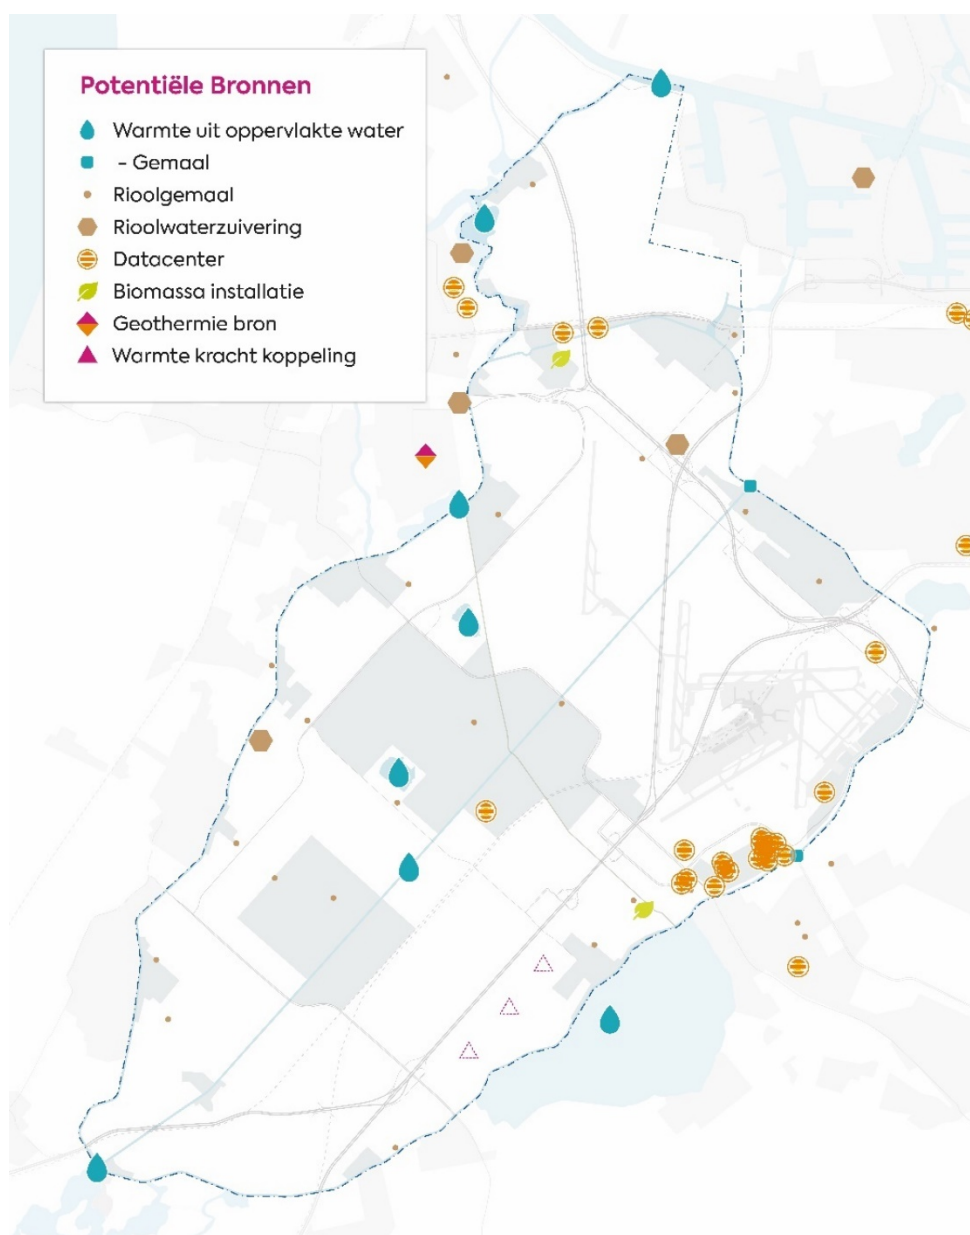 Potentiële Bronnen
Warmte uit oppervlakte water
- Gemaal
Rioolgemaal
Rioolwaterzuivering
Datacenter
Biomassa installatie
Geothermie bron
Warmte kracht koppeling